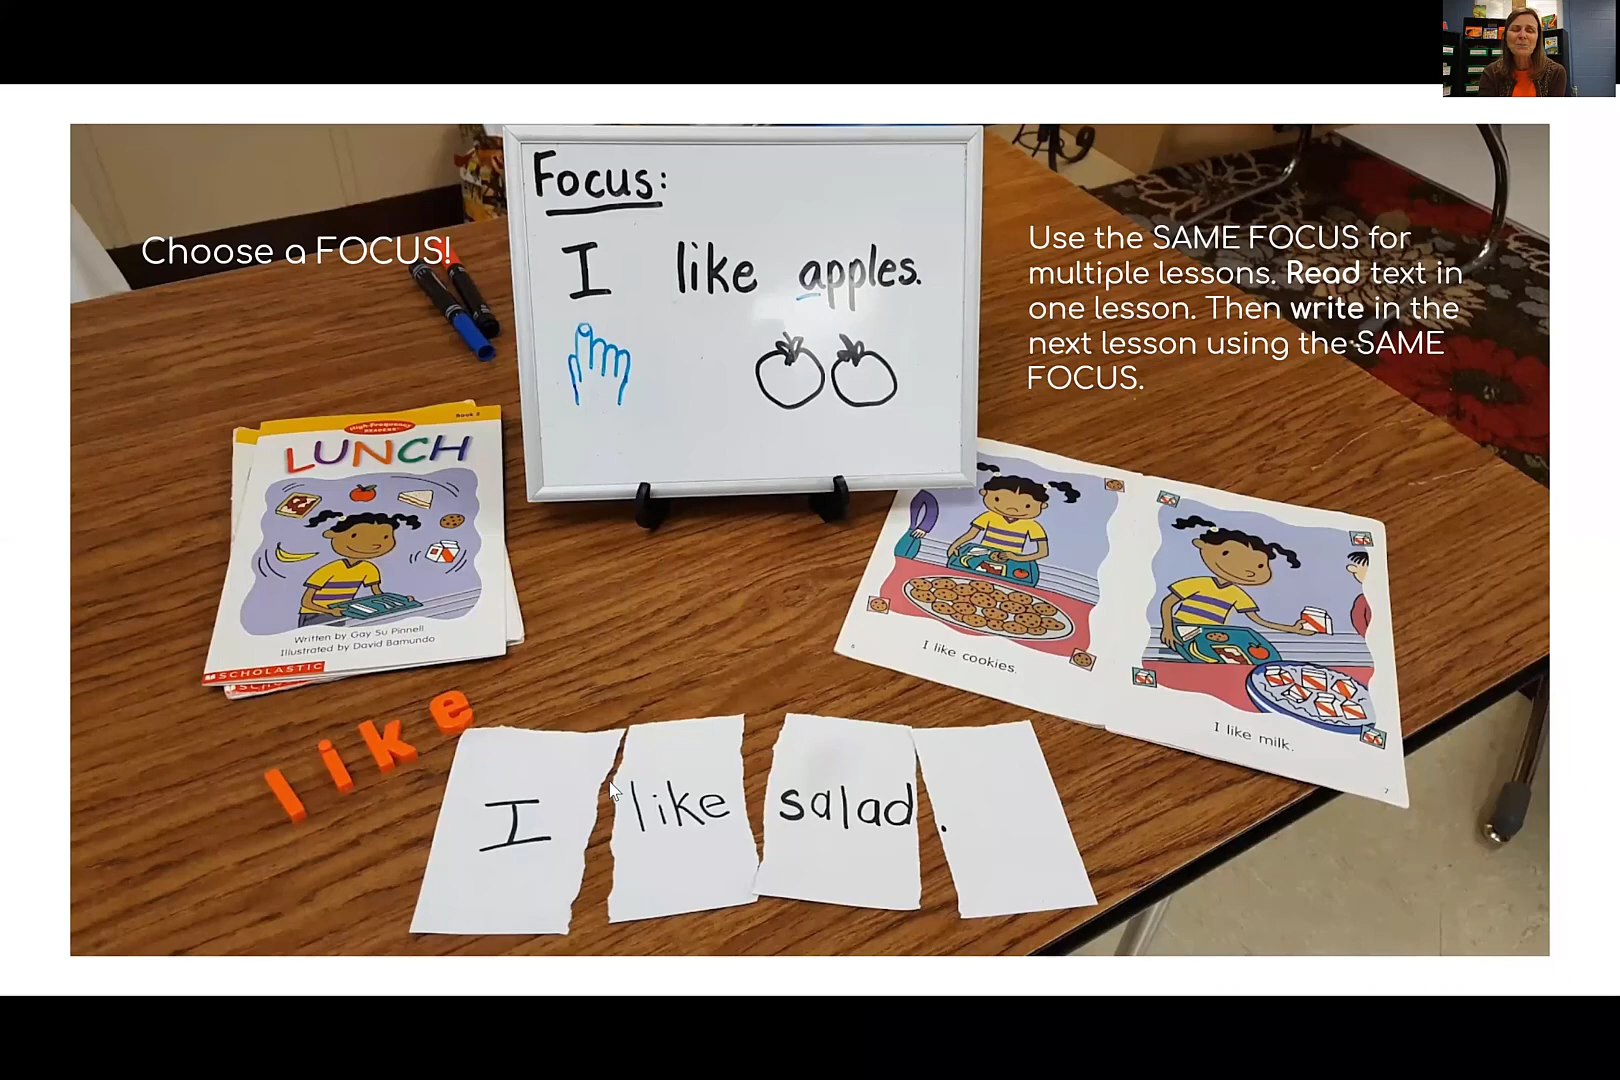 Choose a FOCUS!
Focus:
I like apples.
Use the SAME FOCUS for
multiple lessons. Read text in
one lesson. Then write in the
next lesson using the SAME
FOCUS.
Book 2
High-Frequency
READERS
LUNCH
Written by Gay Su Pinnell
Illustrated by David Bamundo
SCHOLASTIC
like
I like cookies.
6
I like milk.
7
I like salad.